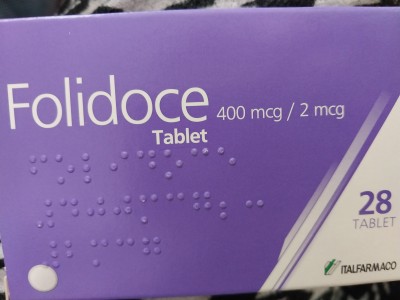 Folidoce 400 mcg / 2 mcg
Tablet
28
TABLET
ITALFARMACO